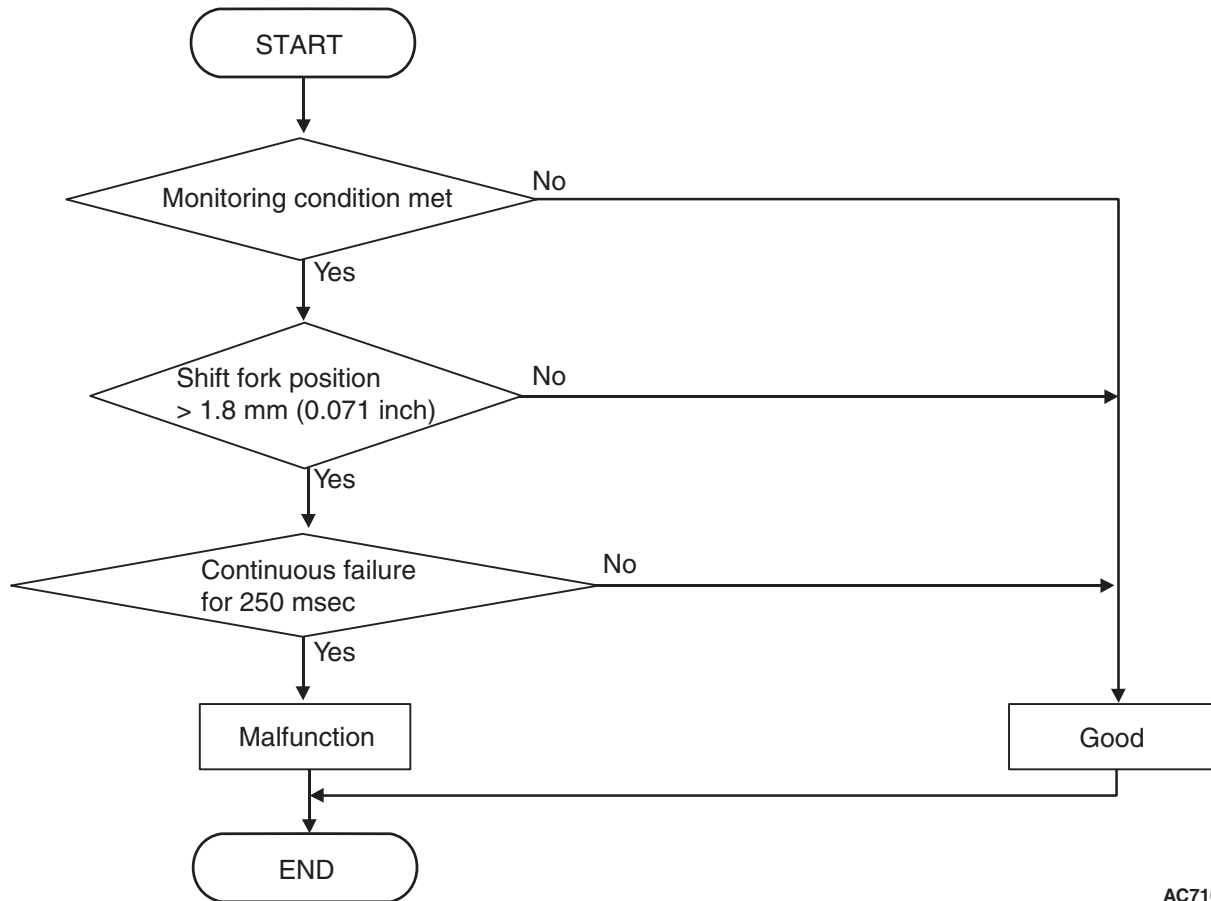 START
Monitoring condition met
No
Yes
Shift fork position
> 1.8 mm (0.071 inch)
No
Yes
Continuous failure
for 250 msec
No
Yes
Malfunction
Good
END